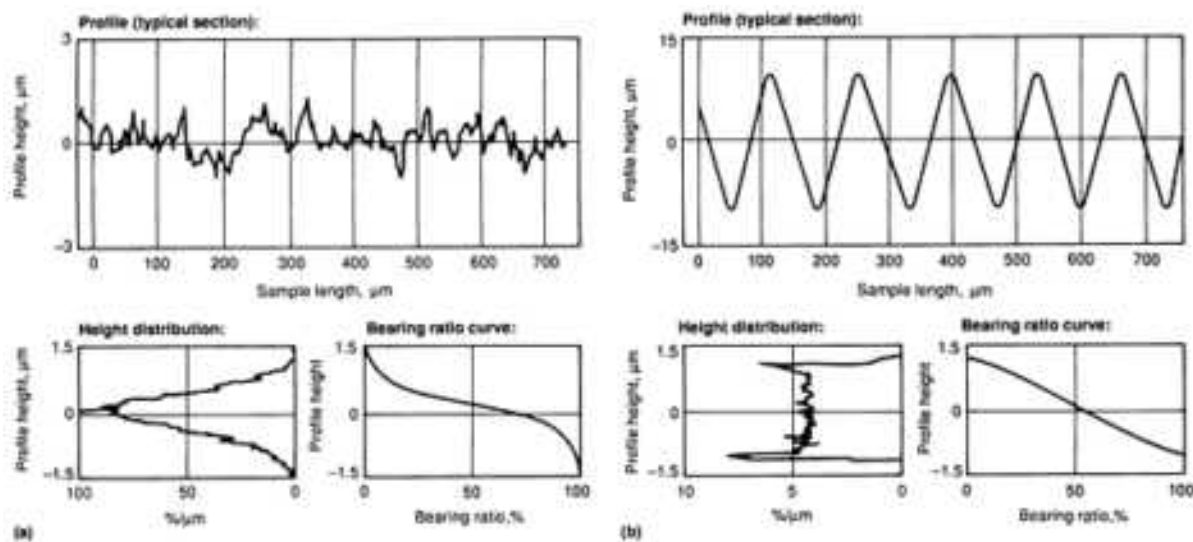 Profile (typical section):
3
0
−3
Profile height, μm
0 100 200 300 400 500 600 700
Sample length, μm
Height distribution:
1.5
0
−1.5
Profile height, μm
100 50 0
%/μm
Bearing ratio curve:
1.5
0
−1.5
Profile height
0 50 100
Bearing ratio,%
(a)
Profile (typical section):
15
0
−15
Profile height, μm
0 100 200 300 400 500 600 700
Sample length, μm
Height distribution:
1.5
0
−1.5
Profile height, μm
10 5 0
%/μm
Bearing ratio curve:
1.5
0
−1.5
Profile height
0 50 100
Bearing ratio,%
(b)